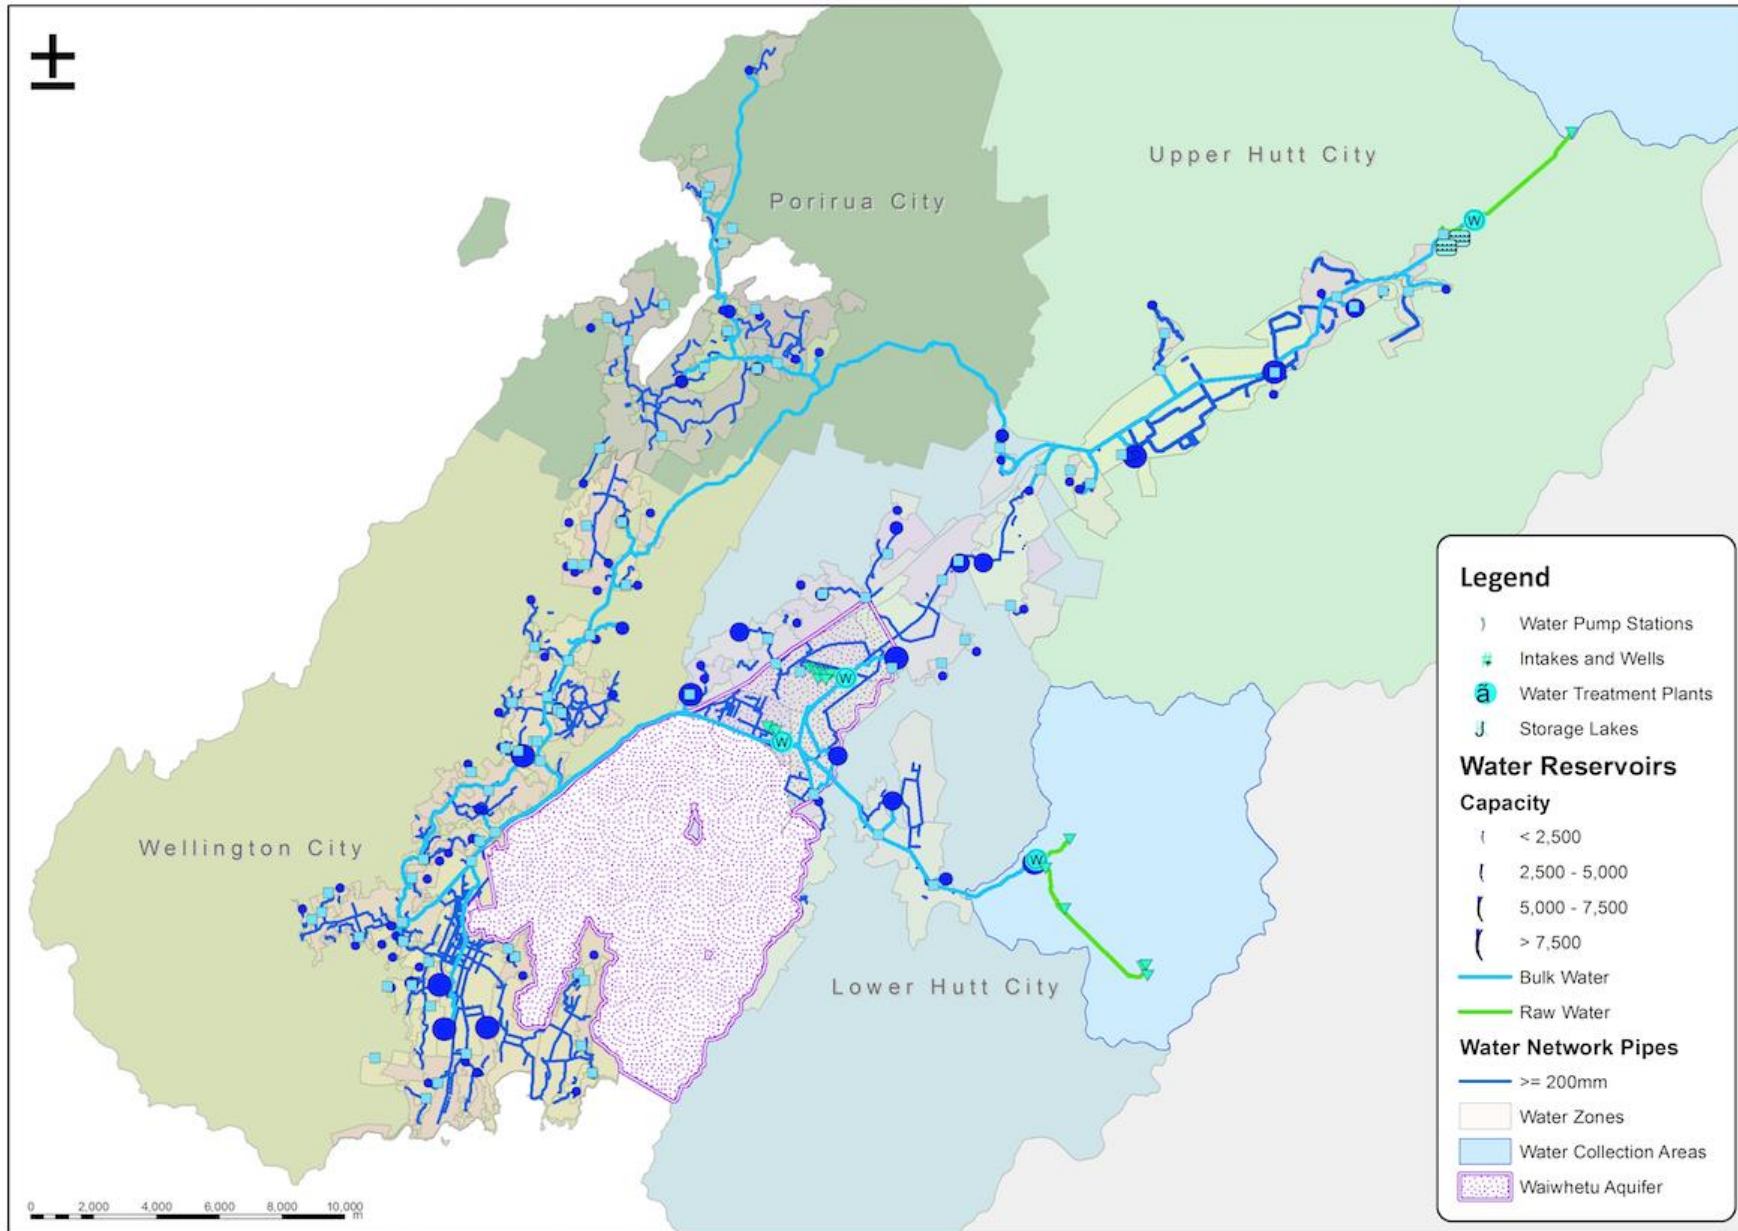 ±
Upper Hutt City
Porirua City
W
W
W
W
Wellington City
Lower Hutt City
Legend
Water Pump Stations
Intakes and Wells
ã Water Treatment Plants
Storage Lakes
Water Reservoirs
Capacity
< 2,500
2,500 - 5,000
5,000 - 7,500
> 7,500
Bulk Water
Raw Water
Water Network Pipes
>= 200mm
Water Zones
Water Collection Areas
Waiwhetu Aquifer
0 2,000 4,000 6,000 8,000 10,000
m